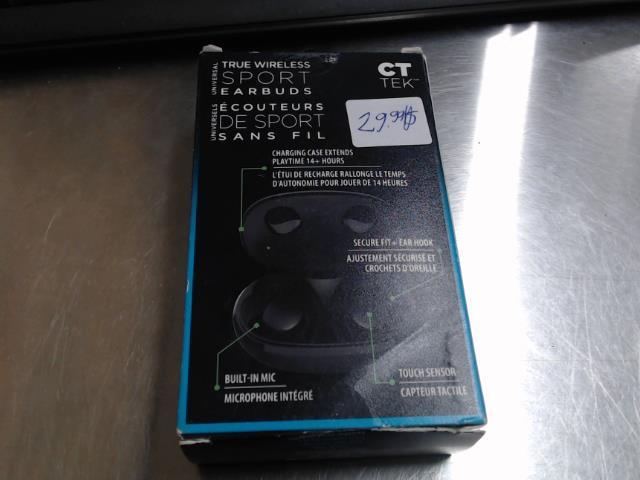 UNIVERSAL
TRUE WIRELESS
SPORT
EARBUDS
UNIVERSELS
ÉCOUTEURS
DE SPORT
SANS FIL
CT
TEK™
29.99$
CHARGING CASE EXTENDS
PLAYTIME 14+ HOURS
L'ÉTUI DE RECHARGE RALLONGE LE TEMPS
D'AUTONOMIE POUR JOUER DE 14 HEURES
SECURE FIT + EAR HOOK
AJUSTEMENT SÉCURISÉ ET
CROCHETS D'OREILLE
BUILT-IN MIC
MICROPHONE INTÉGRÉ
TOUCH SENSOR
CAPTEUR TACTILE